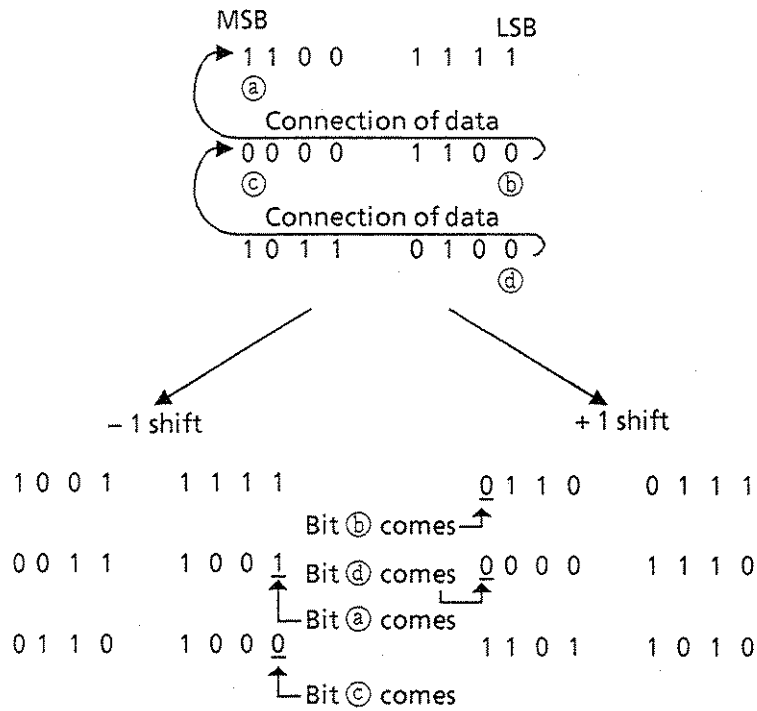 MSB LSB
1 1 0 0 1 1 1 1
ⓐ
Connection of data
0 0 0 0 1 1 0 0
ⓒ ⓑ
Connection of data
1 0 1 1 0 1 0 0
ⓓ
– 1 shift + 1 shift
1 0 0 1 1 1 1 1 0 1 1 0 0 1 1 1
Bit ⓑ comes
0 0 1 1 1 0 0 1 Bit ⓓ comes 0 0 0 0 1 1 1 0
Bit ⓐ comes
0 1 1 0 1 0 0 0 1 1 0 1 1 0 1 0
Bit ⓒ comes